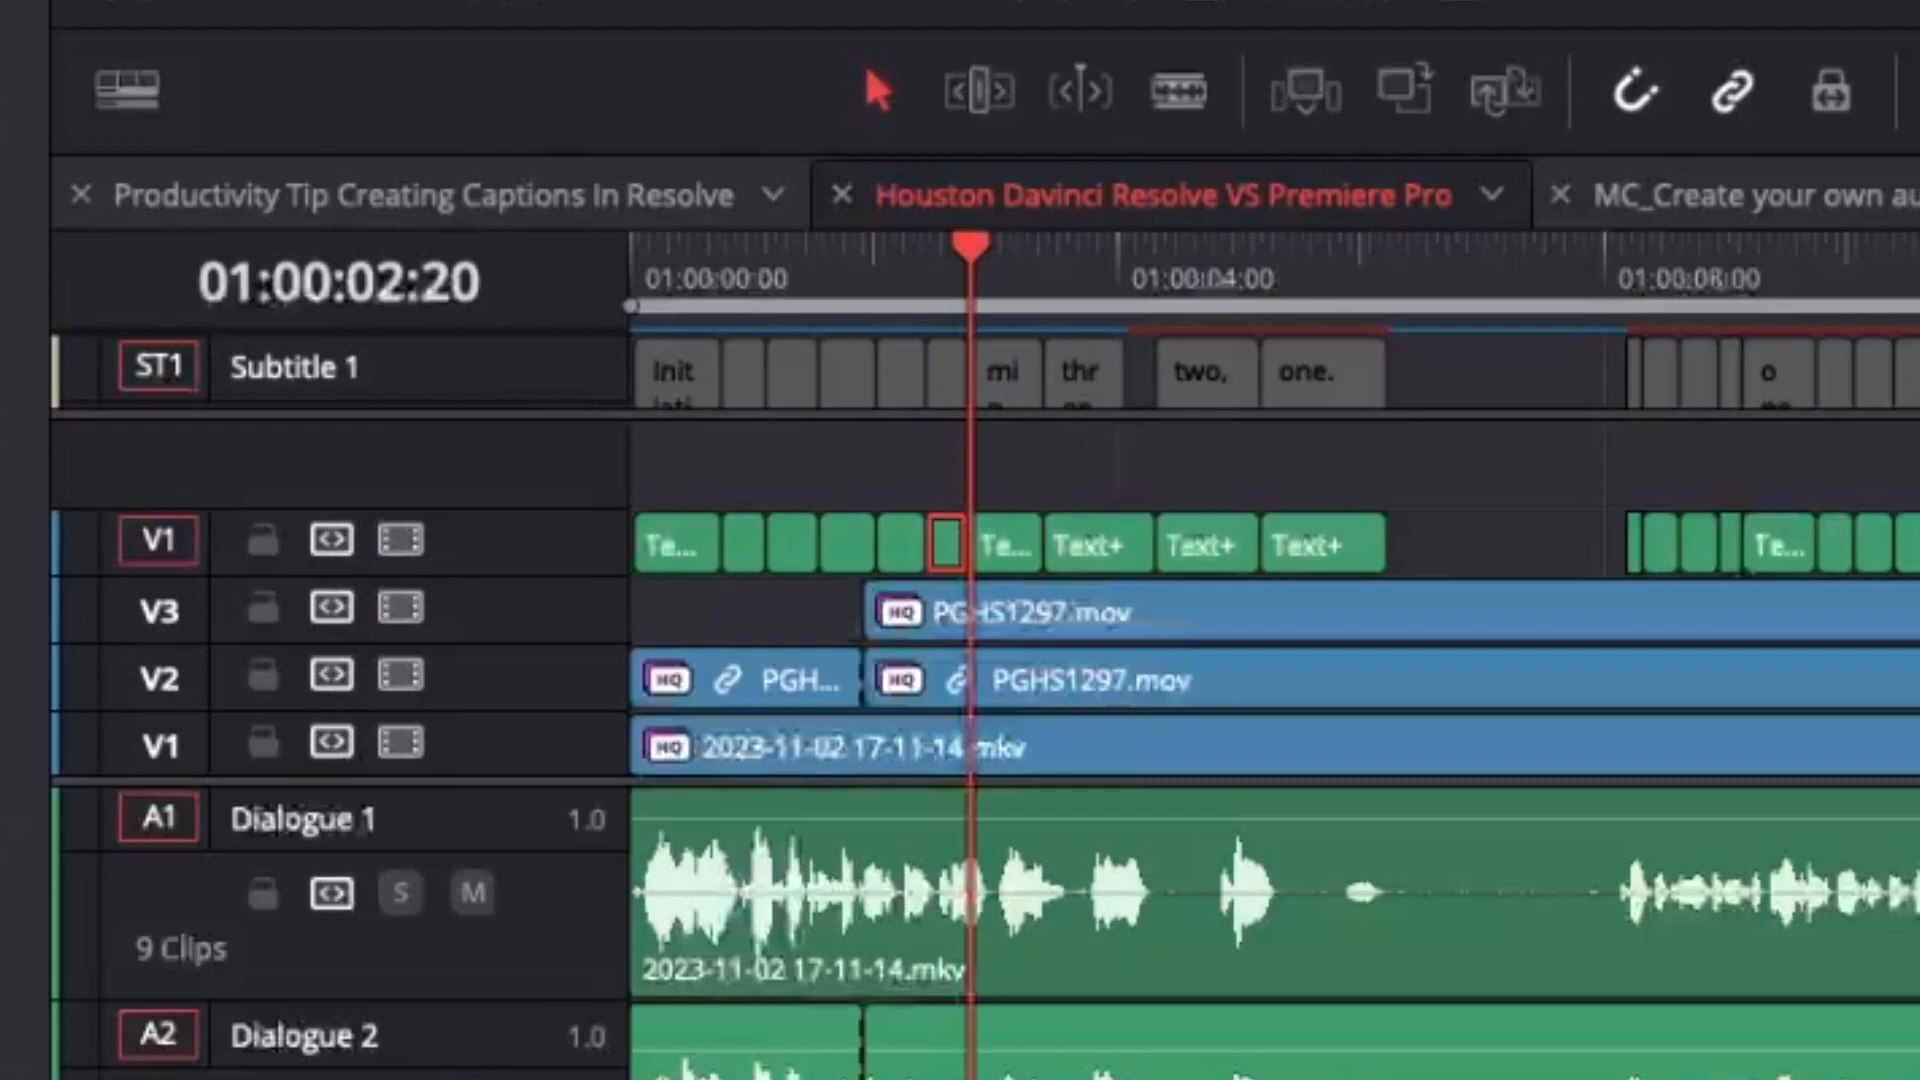 Productivity Tip Creating Captions In Resolve
Houston Davinci Resolve VS Premiere Pro
MC_Create your own au
01:00:02:20
01:00:00:00
01:00:04:00
01:00:08:00
ST1
Subtitle 1
Init
mi
thr
two,
one.
o
V1
Te...
Te...
Text+
Text+
Text+
Te...
V3
HQ
PGHS1297.mov
V2
HQ
PGH...
HQ
PGHS1297.mov
V1
HQ
2023-11-02 17-11-14.mkv
A1
Dialogue 1
1.0
S
M
9 Clips
2023-11-02 17-11-14.mkv
A2
Dialogue 2
1.0